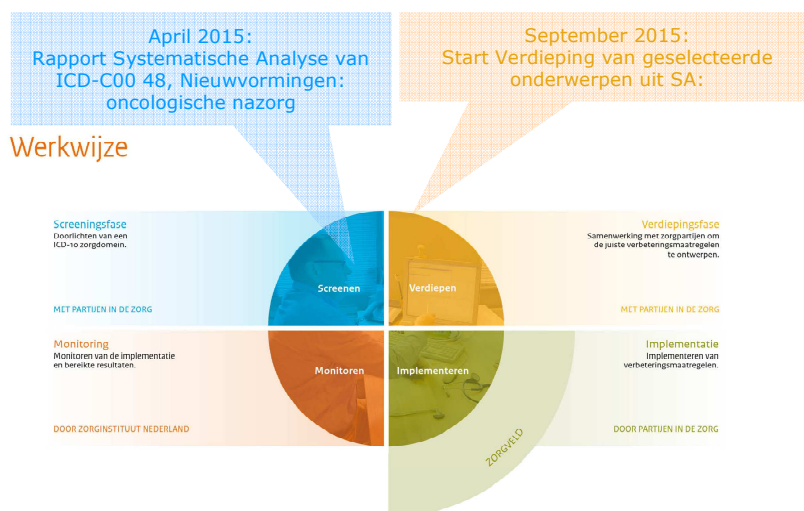 April 2015:
Rapport Systematische Analyse van
ICD-C00 48, Nieuwvormingen:
oncologische nazorg
September 2015:
Start Verdieping van geselecteerde
onderwerpen uit SA:
Werkwijze
Screeningsfase
Doorlichten van een
ICD-10 zorgdomein.
MET PARTIJEN IN DE ZORG
Screenen
Verdiepen
Verdiepingsfase
Samenwerking met zorgpartijen om
de juiste verbeteringsmaatregelen
te ontwerpen.
MET PARTIJEN IN DE ZORG
Monitoring
Monitoren van de implementatie
en bereikte resultaten.
DOOR ZORGINSTITUUT NEDERLAND
Monitoren
Implementeren
Implementatie
Implementeren van
verbeteringsmaatregelen.
DOOR PARTIJEN IN DE ZORG
ZORGVELD